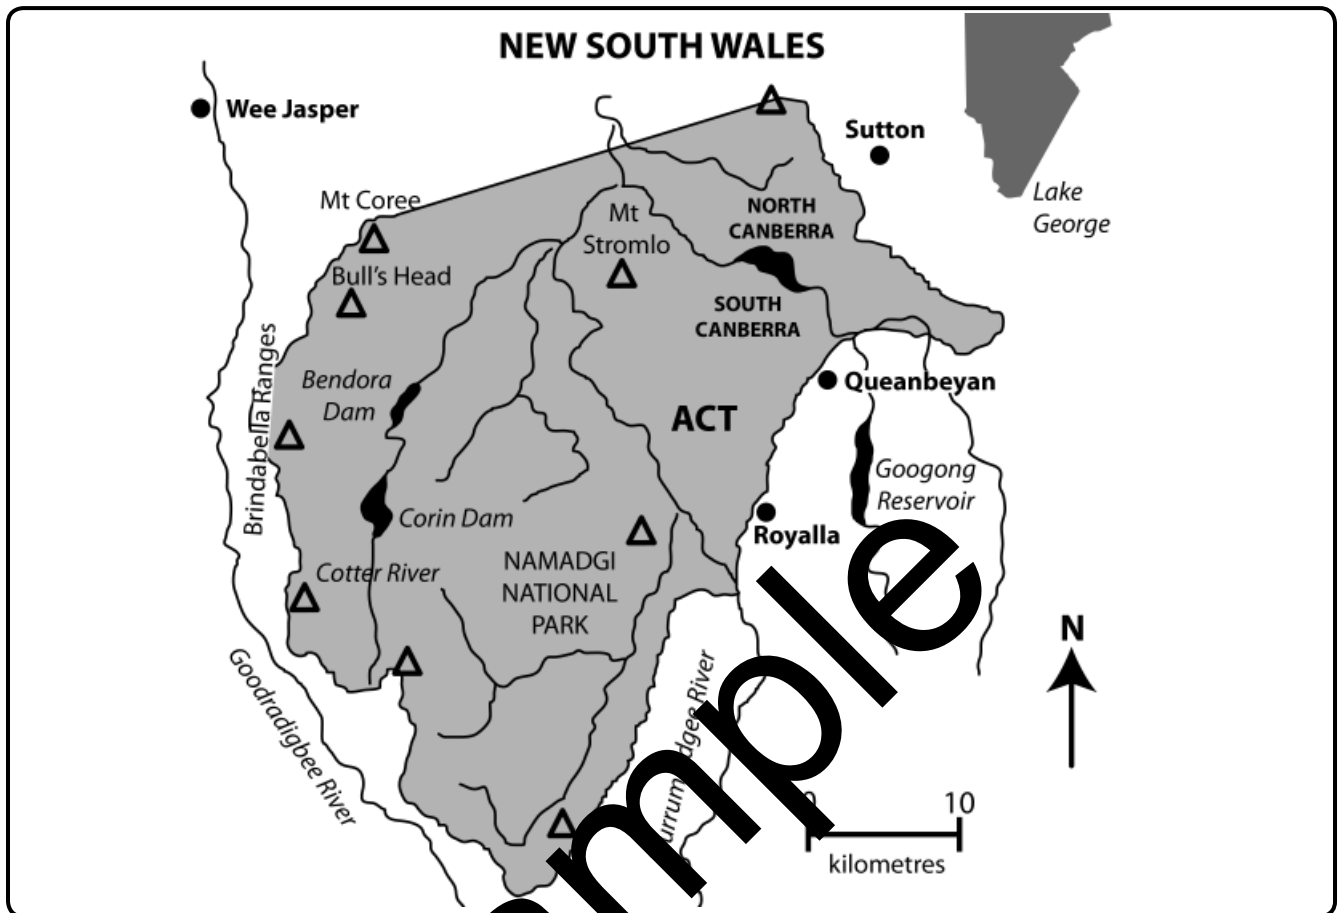 NEW SOUTH WALES
Wee Jasper
Sutton
Lake
George
Mt Coree
Mt
Stromlo
NORTH
CANBERRA
Bull's Head
SOUTH
CANBERRA
Brindabella Ranges
Bendora
Dam
ACT
Queanbeyan
Googong
Reservoir
Corin Dam
Royalla
NAMADGI
NATIONAL
PARK
Cotter River
N
Goodradigbee River
River
0 10
kilometres